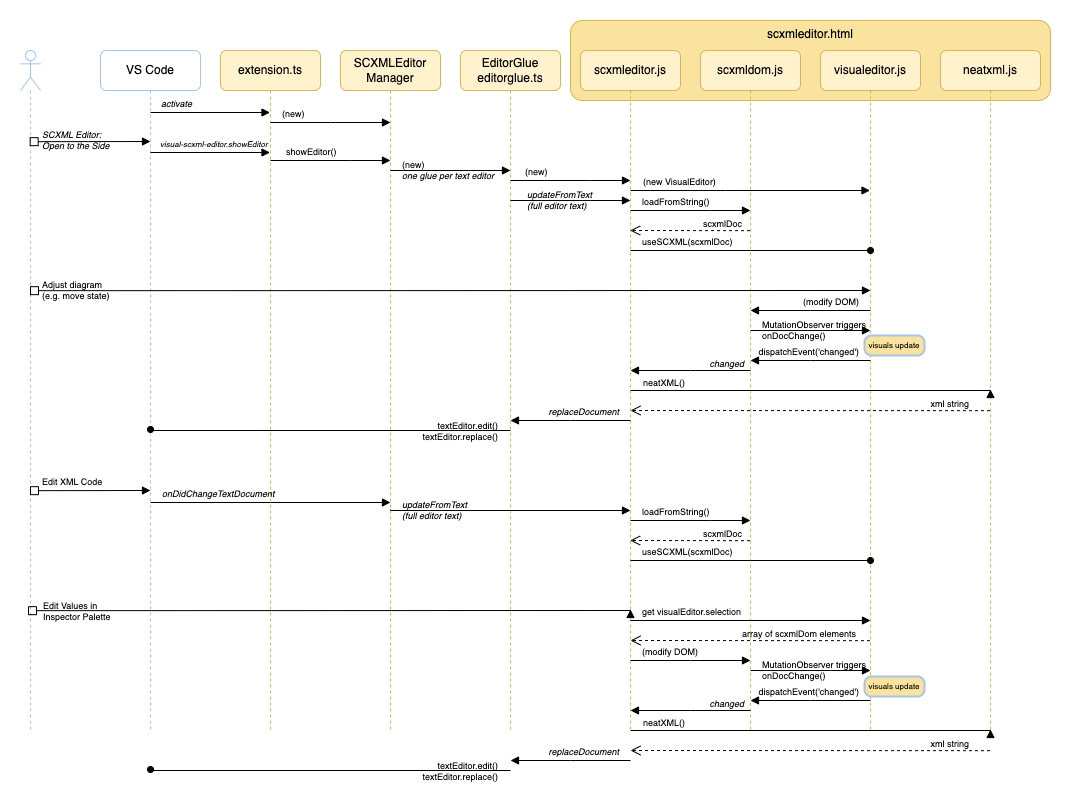 scxmleditor.html
VS Code
extension.ts
SCXMLEditor
Manager
EditorGlue
editorglue.ts
scxmleditor.js
scxmldom.js
visualeditor.js
neatxml.js
activate
(new)
SCXML Editor:
Open to the Side
visual-scxml-editor.showEditor
showEditor()
(new)
one glue per text editor
(new)
(new VisualEditor)
updateFromText
(full editor text)
loadFromString()
scxmlDoc
useSCXML(scxmlDoc)
Adjust diagram
(e.g. move state)
(modify DOM)
MutationObserver triggers
onDocChange()
visuals update
dispatchEvent('changed')
changed
neatXML()
xml string
replaceDocument
textEditor.edit()
textEditor.replace()
Edit XML Code
onDidChangeTextDocument
updateFromText
(full editor text)
loadFromString()
scxmlDoc
useSCXML(scxmlDoc)
Edit Values in
Inspector Palette
get visualEditor.selection
array of scxmlDom elements
(modify DOM)
MutationObserver triggers
onDocChange()
visuals update
dispatchEvent('changed')
changed
neatXML()
xml string
replaceDocument
textEditor.edit()
textEditor.replace()